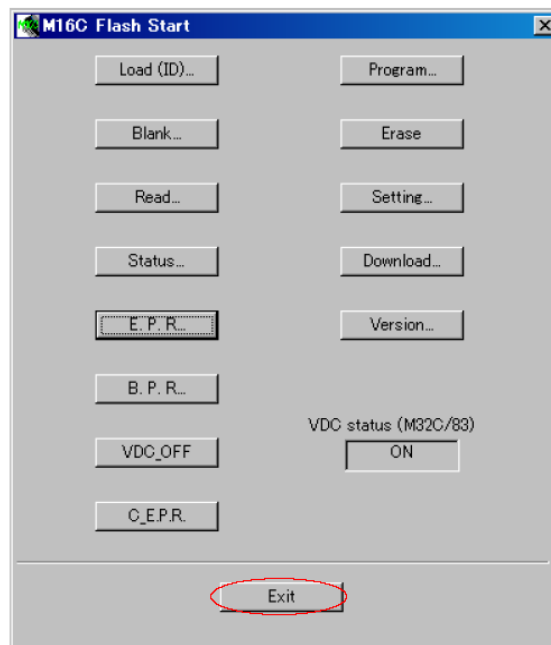 M16C Flash Start
Load (ID)...
Program...
Blank...
Erase
Read...
Setting...
Status...
Download...
E. P. R...
Version...
B. P. R...
VDC status (M32C/83)
VDC_OFF
ON
C_E.P.R.
Exit